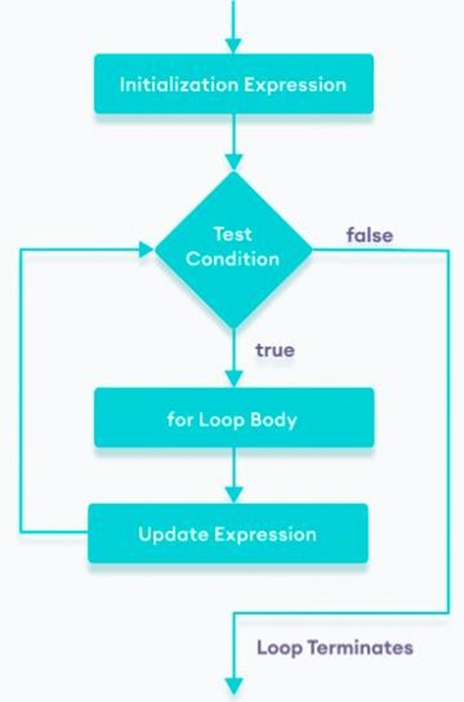 Initialization Expression
Test
Condition
false
true
for Loop Body
Update Expression
Loop Terminates